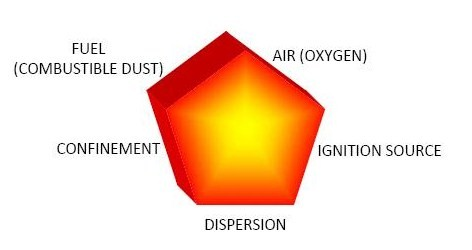 FUEL
(COMBUSTIBLE DUST)
AIR (OXYGEN)
CONFINEMENT
IGNITION SOURCE
DISPERSION